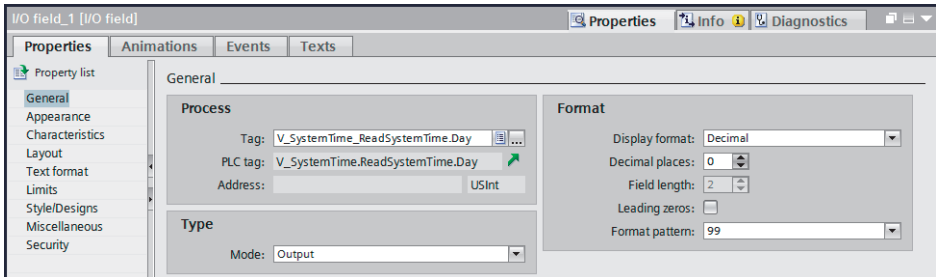 I/O field_1 [I/O field]
Properties Info Diagnostics
Properties Animations Events Texts
Property list
General
Appearance
Characteristics
Layout
Text format
Limits
Style/Designs
Miscellaneous
Security
General
Process
Tag: V_SystemTime_ReadSystemTime.Day ...
PLC tag: V_SystemTime.ReadSystemTime.Day
Address: USInt
Type
Mode: Output
Format
Display format: Decimal
Decimal places: 0
Field length: 2
Leading zeros:
Format pattern: 99